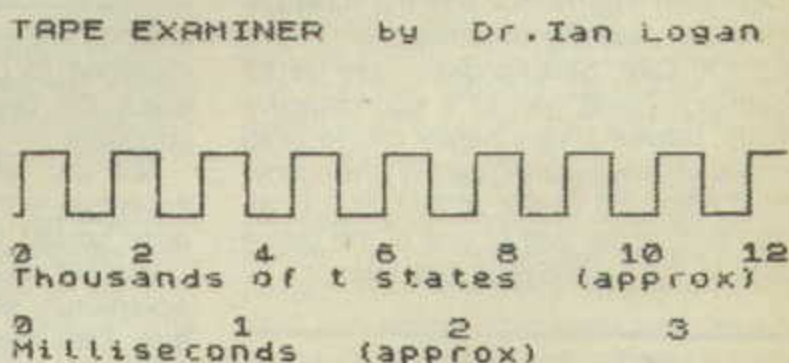 TAPE EXAMINER by Dr.Ian Logan
0 2 4 6 8 10 12
Thousands of t states (approx)
0 1 2 3
Milliseconds (approx)